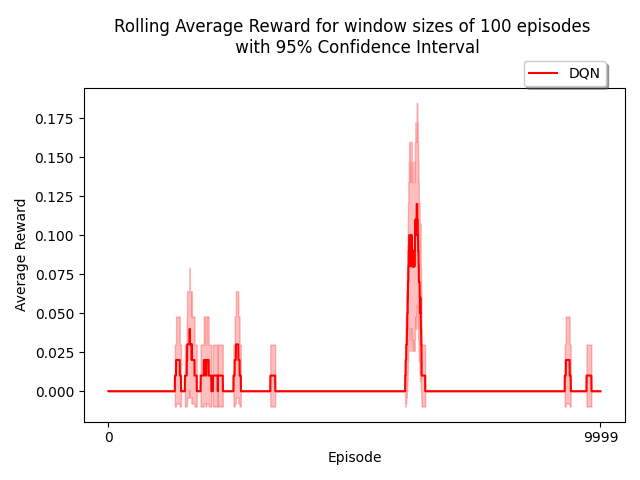 Rolling Average Reward for window sizes of 100 episodes
with 95% Confidence Interval
DQN
0.175
0.150
0.125
0.100
0.075
0.050
0.025
0.000
Average Reward
0
9999
Episode